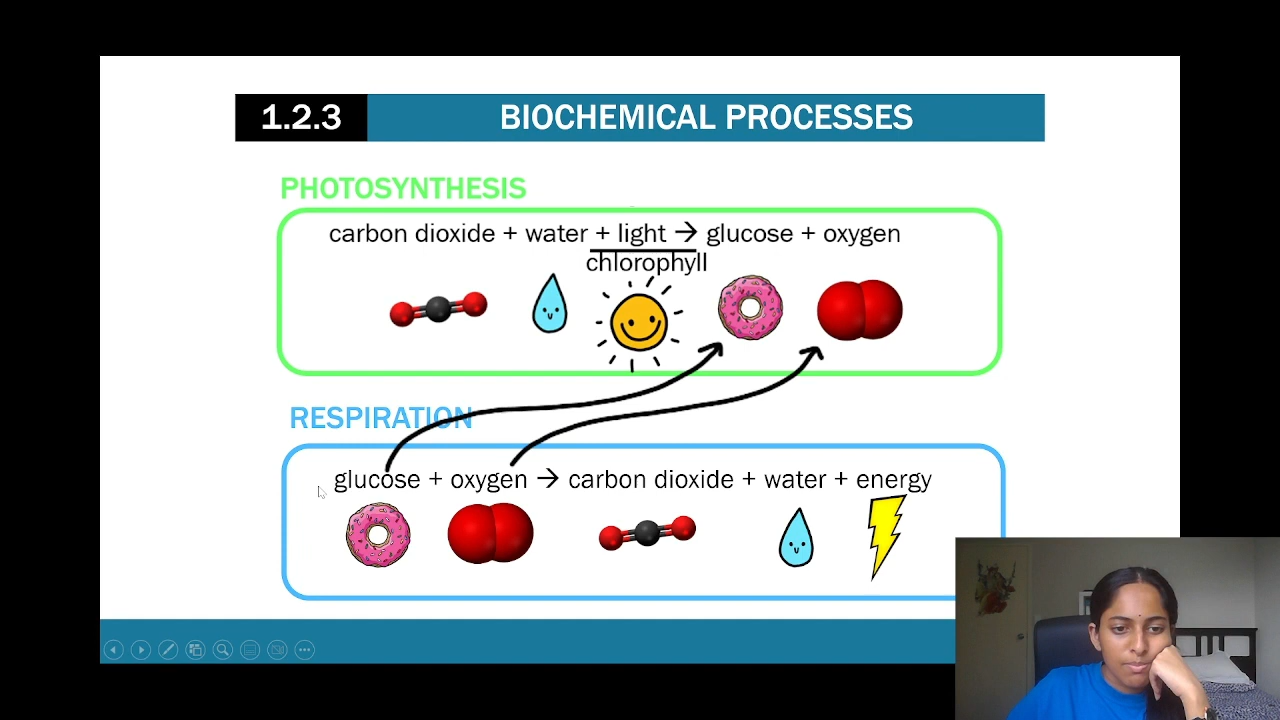 1.2.3 BIOCHEMICAL PROCESSES
PHOTOSYNTHESIS
carbon dioxide + water + light → glucose + oxygen
chlorophyll
RESPIRATION
glucose + oxygen → carbon dioxide + water + energy